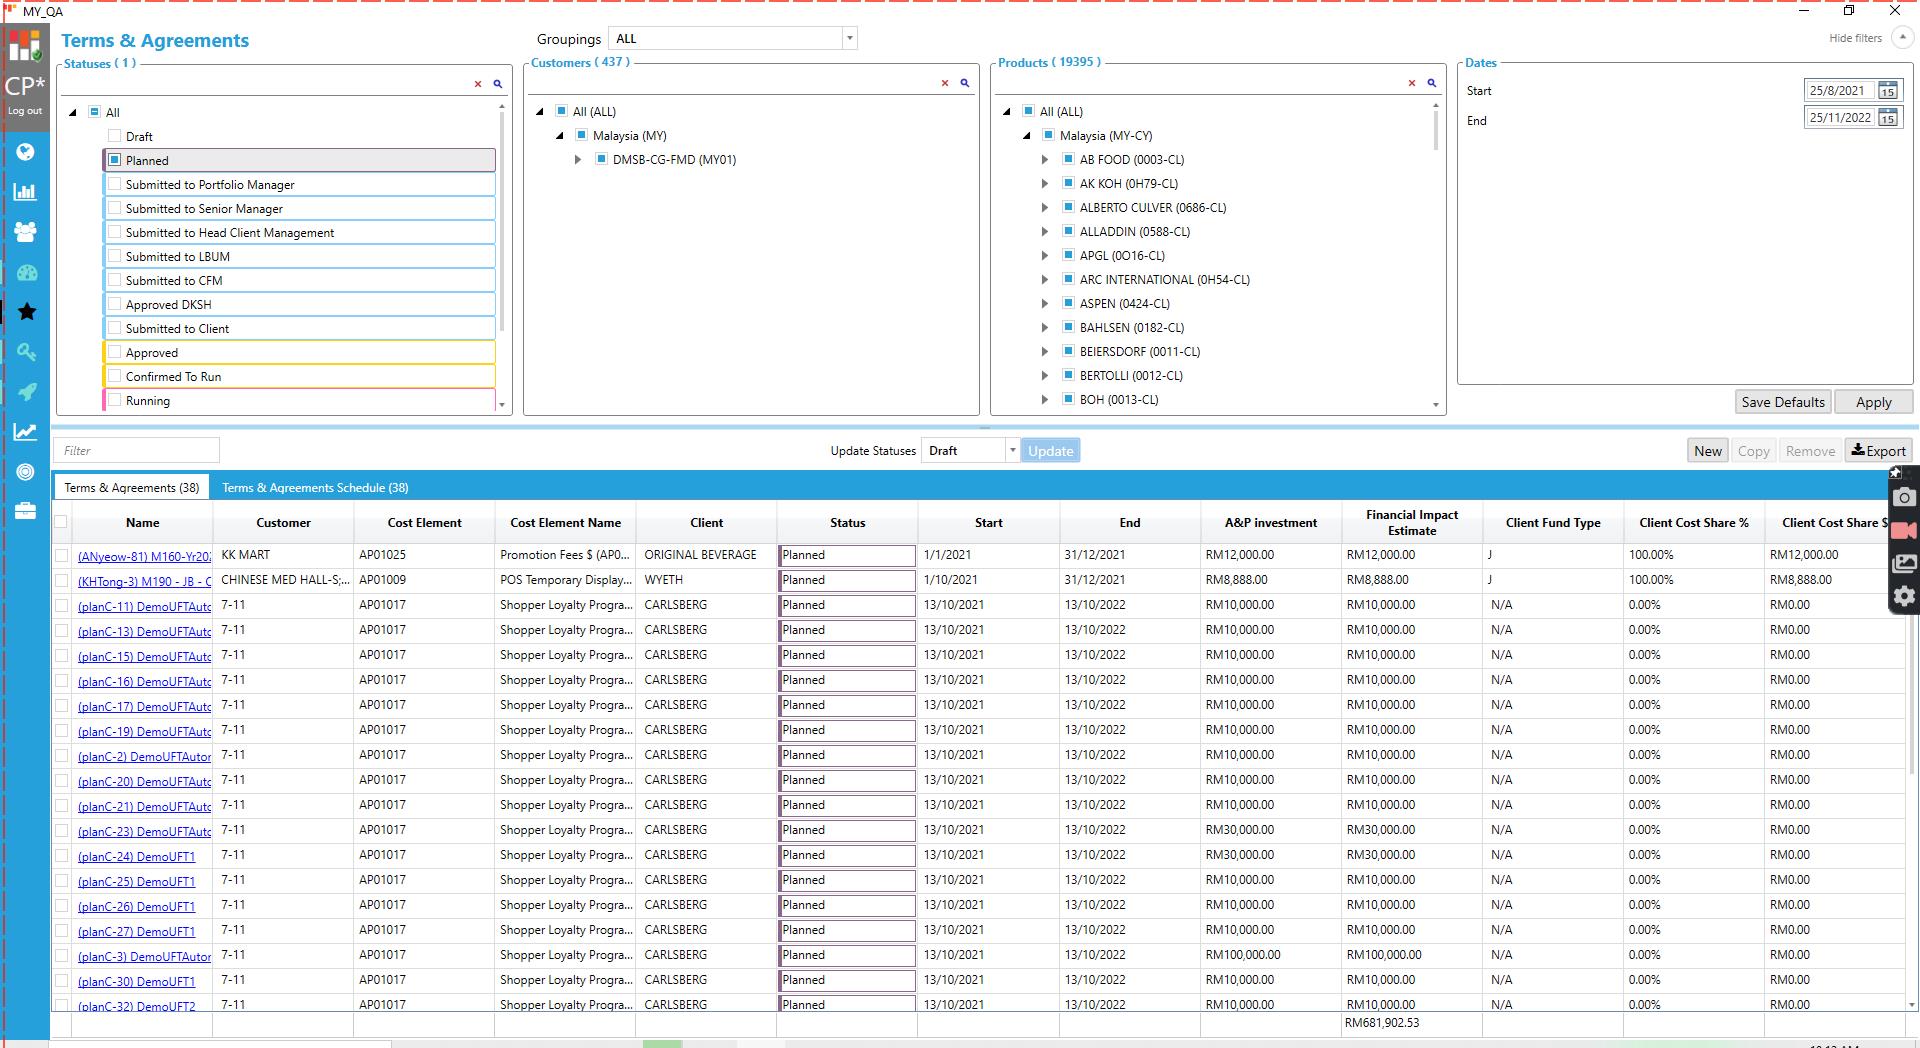 MY_QA
CP*
Log out
Terms & Agreements
Groupings ALL
Hide filters
Statuses ( 1 )
All
Draft
Planned
Submitted to Portfolio Manager
Submitted to Senior Manager
Submitted to Head Client Management
Submitted to LBUM
Submitted to CFM
Approved DKSH
Submitted to Client
Approved
Confirmed To Run
Running
Customers ( 437 )
All (ALL)
Malaysia (MY)
DMSB-CG-FMD (MY01)
Products ( 19395 )
All (ALL)
Malaysia (MY-CY)
AB FOOD (0003-CL)
AK KOH (0H79-CL)
ALBERTO CULVER (0686-CL)
ALLADDIN (0588-CL)
APGL (0O16-CL)
ARC INTERNATIONAL (0H54-CL)
ASPEN (0424-CL)
BAHLSEN (0182-CL)
BEIERSDORF (0011-CL)
BERTOLLI (0012-CL)
BOH (0013-CL)
Dates
Start 25/8/2021 15
End 25/11/2022 15
Save Defaults Apply
Filter Update Statuses Draft Update New Copy Remove Export
Terms & Agreements (38) Terms & Agreements Schedule (38)
Name Customer Cost Element Cost Element Name Client Status Start End A&P investment Financial Impact Estimate Client Fund Type Client Cost Share % Client Cost Share $
(ANyeow-81) M160-Yr202 KK MART AP01025 Promotion Fees $ (AP0... ORIGINAL BEVERAGE Planned 1/1/2021 31/12/2021 RM12,000.00 RM12,000.00 J 100.00% RM12,000.00
(KHTong-3) M190 - JB - C CHINESE MED HALL-S;... AP01009 POS Temporary Display... WYETH Planned 1/10/2021 31/12/2021 RM8,888.00 RM8,888.00 J 100.00% RM8,888.00
(planC-11) DemoUFTAuto 7-11 AP01017 Shopper Loyalty Progra... CARLSBERG Planned 13/10/2021 13/10/2022 RM10,000.00 RM10,000.00 N/A 0.00% RM0.00
(planC-13) DemoUFTAuto 7-11 AP01017 Shopper Loyalty Progra... CARLSBERG Planned 13/10/2021 13/10/2022 RM10,000.00 RM10,000.00 N/A 0.00% RM0.00
(planC-15) DemoUFTAuto 7-11 AP01017 Shopper Loyalty Progra... CARLSBERG Planned 13/10/2021 13/10/2022 RM10,000.00 RM10,000.00 N/A 0.00% RM0.00
(planC-16) DemoUFTAuto 7-11 AP01017 Shopper Loyalty Progra... CARLSBERG Planned 13/10/2021 13/10/2022 RM10,000.00 RM10,000.00 N/A 0.00% RM0.00
(planC-17) DemoUFTAuto 7-11 AP01017 Shopper Loyalty Progra... CARLSBERG Planned 13/10/2021 13/10/2022 RM10,000.00 RM10,000.00 N/A 0.00% RM0.00
(planC-19) DemoUFTAuto 7-11 AP01017 Shopper Loyalty Progra... CARLSBERG Planned 13/10/2021 13/10/2022 RM10,000.00 RM10,000.00 N/A 0.00% RM0.00
(planC-2) DemoUFTAutor 7-11 AP01017 Shopper Loyalty Progra... CARLSBERG Planned 13/10/2021 13/10/2022 RM10,000.00 RM10,000.00 N/A 0.00% RM0.00
(planC-20) DemoUFTAuto 7-11 AP01017 Shopper Loyalty Progra... CARLSBERG Planned 13/10/2021 13/10/2022 RM10,000.00 RM10,000.00 N/A 0.00% RM0.00
(planC-21) DemoUFTAuto 7-11 AP01017 Shopper Loyalty Progra... CARLSBERG Planned 13/10/2021 13/10/2022 RM10,000.00 RM10,000.00 N/A 0.00% RM0.00
(planC-23) DemoUFTAuto 7-11 AP01017 Shopper Loyalty Progra... CARLSBERG Planned 13/10/2021 13/10/2022 RM30,000.00 RM30,000.00 N/A 0.00% RM0.00
(planC-24) DemoUFT1 7-11 AP01017 Shopper Loyalty Progra... CARLSBERG Planned 13/10/2021 13/10/2022 RM30,000.00 RM30,000.00 N/A 0.00% RM0.00
(planC-25) DemoUFT1 7-11 AP01017 Shopper Loyalty Progra... CARLSBERG Planned 13/10/2021 13/10/2022 RM10,000.00 RM10,000.00 N/A 0.00% RM0.00
(planC-26) DemoUFT1 7-11 AP01017 Shopper Loyalty Progra... CARLSBERG Planned 13/10/2021 13/10/2022 RM10,000.00 RM10,000.00 N/A 0.00% RM0.00
(planC-27) DemoUFT1 7-11 AP01017 Shopper Loyalty Progra... CARLSBERG Planned 13/10/2021 13/10/2022 RM10,000.00 RM10,000.00 N/A 0.00% RM0.00
(planC-3) DemoUFTAutor 7-11 AP01017 Shopper Loyalty Progra... CARLSBERG Planned 13/10/2021 13/10/2022 RM100,000.00 RM100,000.00 N/A 0.00% RM0.00
(planC-30) DemoUFT1 7-11 AP01017 Shopper Loyalty Progra... CARLSBERG Planned 13/10/2021 13/10/2022 RM10,000.00 RM10,000.00 N/A 0.00% RM0.00
(planC-32) DemoUFT2 7-11 AP01017 Shopper Loyalty Progra... CARLSBERG Planned 13/10/2021 13/10/2022 RM10,000.00 RM10,000.00 N/A 0.00% RM0.00
RM681,902.53